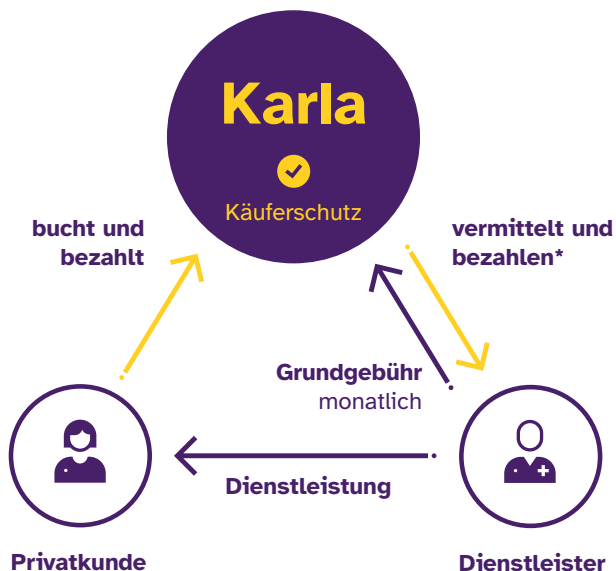 Karla
Käuferschutz
bucht und
bezahlt
vermittelt und
bezahlen*
Grundgebühr
monatlich
Dienstleistung
Privatkunde
Dienstleister